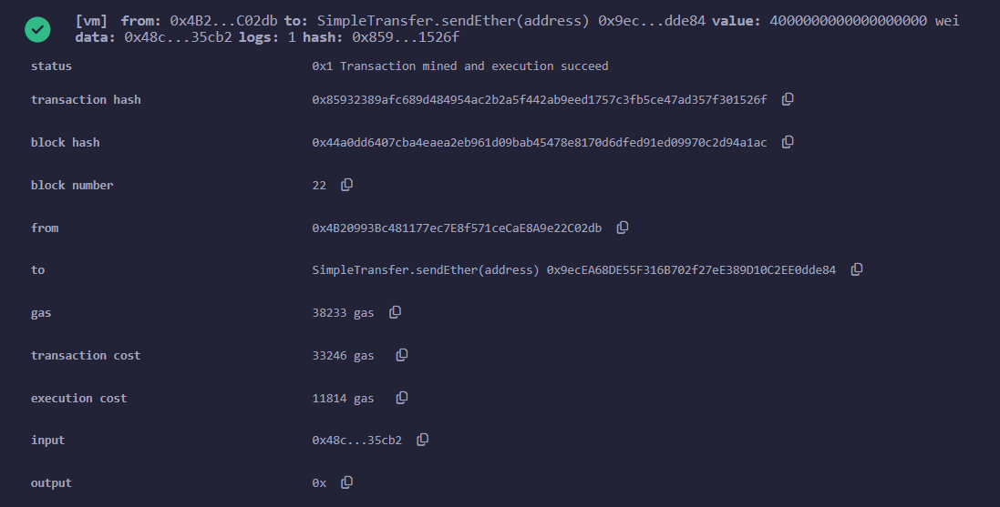 [vm] from: 0x4B2...C02db to: SimpleTransfer.sendEther(address) 0x9ec...dde84 value: 4000000000000000000 wei
data: 0x48c...35cb2 logs: 1 hash: 0x859...1526f
status 0x1 Transaction mined and execution succeed
transaction hash 0x85932389afc689d484954ac2b2a5f442ab9eed1757c3fb5ce47ad357f301526f
block hash 0x44a0dd6407cba4eaea2eb961d09bab45478e8170d6dfed91ed09970c2d94a1ac
block number 22
from 0x4B20993Bc481177ec7E8f571ceCaE8A9e22C02db
to SimpleTransfer.sendEther(address) 0x9ecEA68DE55F316B702f27eE389D10C2EE0dde84
gas 38233 gas
transaction cost 33246 gas
execution cost 11814 gas
input 0x48c...35cb2
output 0x